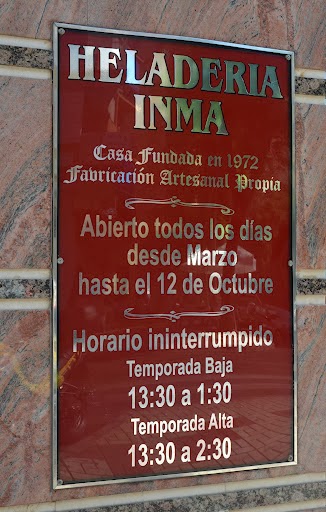 HELADERIA
INMA
Casa Fundada en 1972
Fabricación Artesanal Propia
Abierto todos los días
desde Marzo
hasta el 12 de Octubre
Horario ininterrumpido
Temporada Baja
13:30 a 1:30
Temporada Alta
13:30 a 2:30